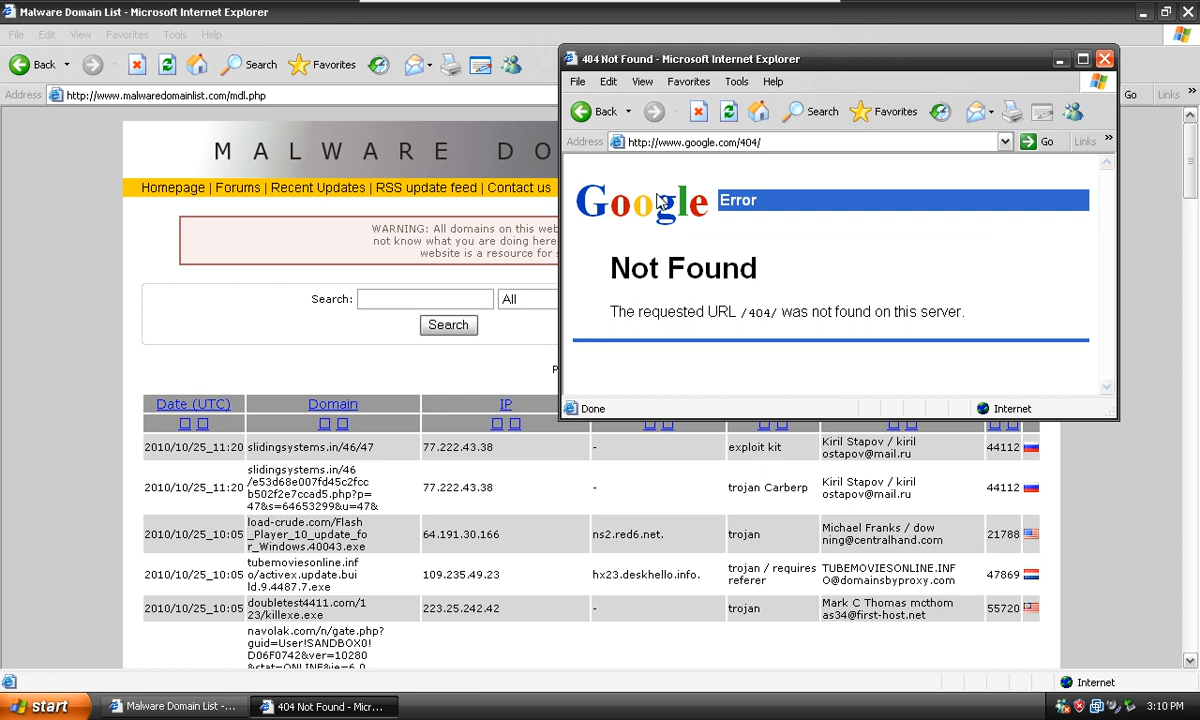 Malware Domain List - Microsoft Internet Explorer
File Edit View Favorites Tools Help
Back Search Favorites
Address http://www.malwaredomainlist.com/mdl.php Go Links »
MALWARE DO
Homepage | Forums | Recent Updates | RSS update feed | Contact us
WARNING: All domains on this web
not know what you are doing here
website is a resource for s
Search: All
Search
P
Date (UTC) Domain IP
2010/10/25_11:20 slidingsystems.in/46/47 77.222.43.38 - exploit kit Kiril Stapov / kiril
ostapov@mail.ru 44112
2010/10/25_11:20 slidingsystems.in/46
/e53d68e007fd45c2fcc
b502f2e7ccad5.php?p=
47&s=64653299&u=47& 77.222.43.38 - trojan Carberp Kiril Stapov / kiril
ostapov@mail.ru 44112
2010/10/25_10:05 load-crude.com/Flash
_Player_10_update_fo
r_Windows.40043.exe 64.191.30.166 ns2.red6.net. trojan Michael Franks / dow
ning@centralhand.com 21788
2010/10/25_10:05 tubemoviesonline.inf
o/activex.update.bui
ld.9.4487.7.exe 109.235.49.23 hx23.deskhello.info. trojan / requires
referer TUBEMOVIESONLINE.INF
O@domainsbyproxy.com 47869
2010/10/25_10:05 doubletest4411.com/1
23/killexe.exe 223.25.242.42 - trojan Mark C Thomas mcthom
as34@first-host.net 55720
navolak.com/n/gate.php?
guid=User!SANDBOX0!
D06F0742&ver=10280
&stat=ONLINE&ie=6.0
404 Not Found - Microsoft Internet Explorer
File Edit View Favorites Tools Help
Back Search Favorites
Address http://www.google.com/404/ Go Links »
Google Error
Not Found
The requested URL /404/ was not found on this server.
Done Internet
Internet
start Malware Domain List -... 404 Not Found - Micr... 3:10 PM